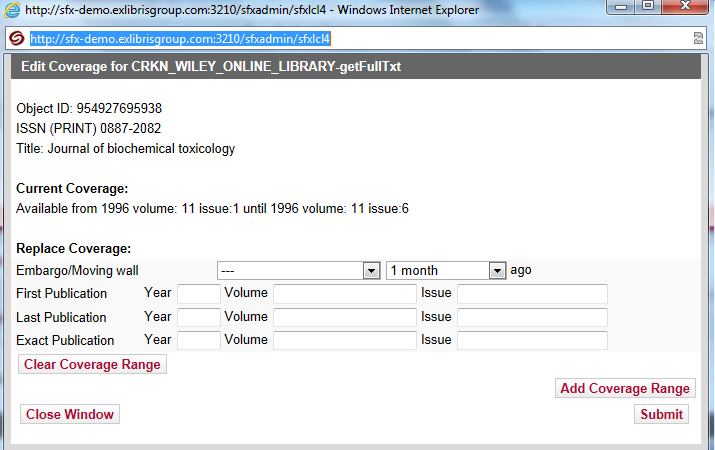 http://sfx-demo.exlibrisgroup.com:3210/sfxadmin/sfxlcl4 - Windows Internet Explorer
http://sfx-demo.exlibrisgroup.com:3210/sfxadmin/sfxlcl4
Edit Coverage for CRKN_WILEY_ONLINE_LIBRARY-getFullTxt
Object ID: 954927695938
ISSN (PRINT) 0887-2082
Title: Journal of biochemical toxicology
Current Coverage:
Available from 1996 volume: 11 issue:1 until 1996 volume: 11 issue:6
Replace Coverage:
Embargo/Moving wall --- 1 month ago
First Publication Year Volume Issue
Last Publication Year Volume Issue
Exact Publication Year Volume Issue
Clear Coverage Range
Add Coverage Range
Close Window Submit